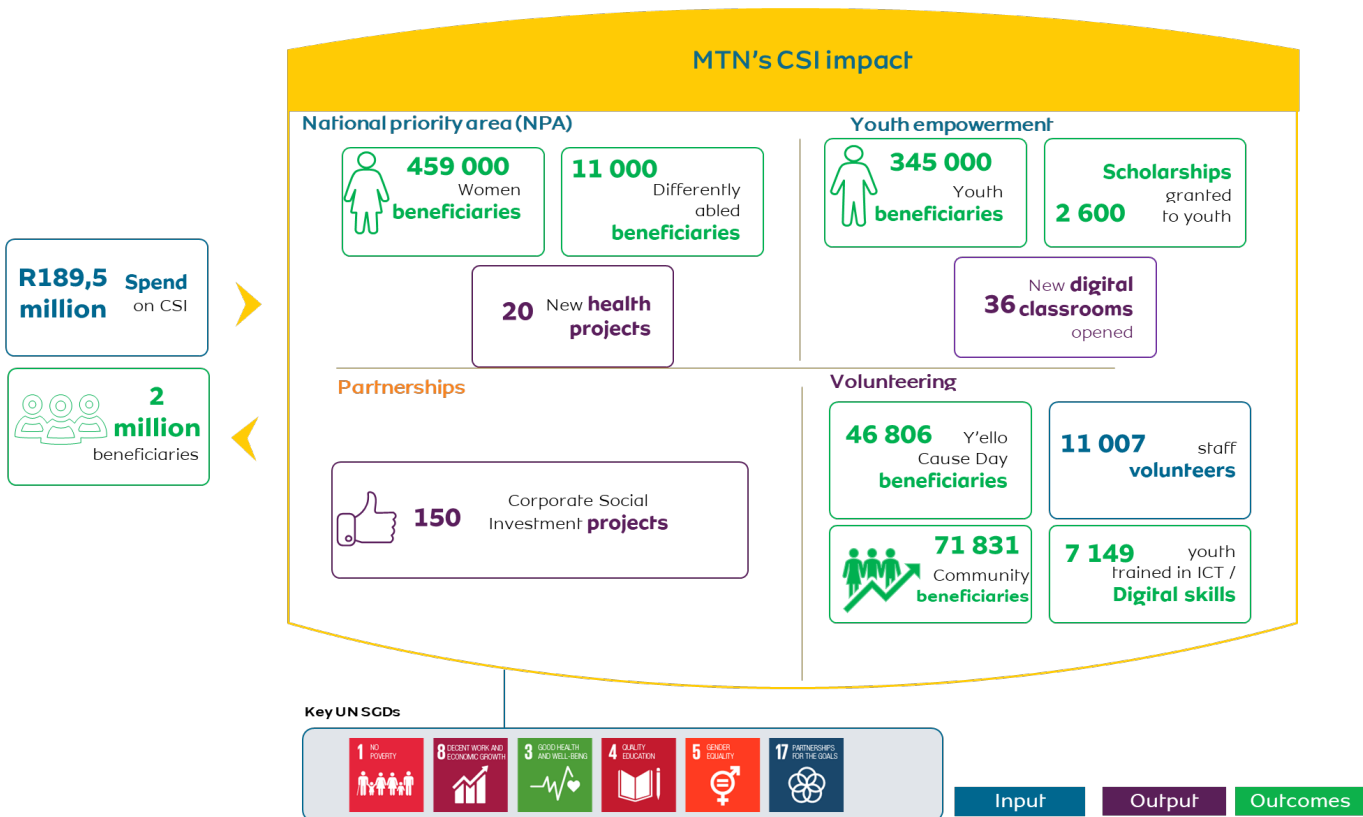 MTN's CSI impact
National priority area (NPA)
459 000
Women
beneficiaries
11 000
Differently
abled
beneficiaries
20 New health
projects
Youth empowerment
345 000
Youth
beneficiaries
Scholarships
granted
2 600 to youth
New digital
36 classrooms
opened
R189,5 Spend
million on CSI
2
million
beneficiaries
Partnerships
150 Corporate Social
Investment projects
Volunteering
46 806 Y'ello
Cause Day
beneficiaries
11 007 staff
volunteers
71 831
Community
beneficiaries
7 149 youth
trained in ICT /
Digital skills
Key UN SGDs
1 NO
POVERTY
8 DECENT WORK AND
ECONOMIC GROWTH
3 GOOD HEALTH
AND WELL-BEING
4 QUALITY
EDUCATION
5 GENDER
EQUALITY
17 PARTNERSHIPS
FOR THE GOALS
Input
Output
Outcomes